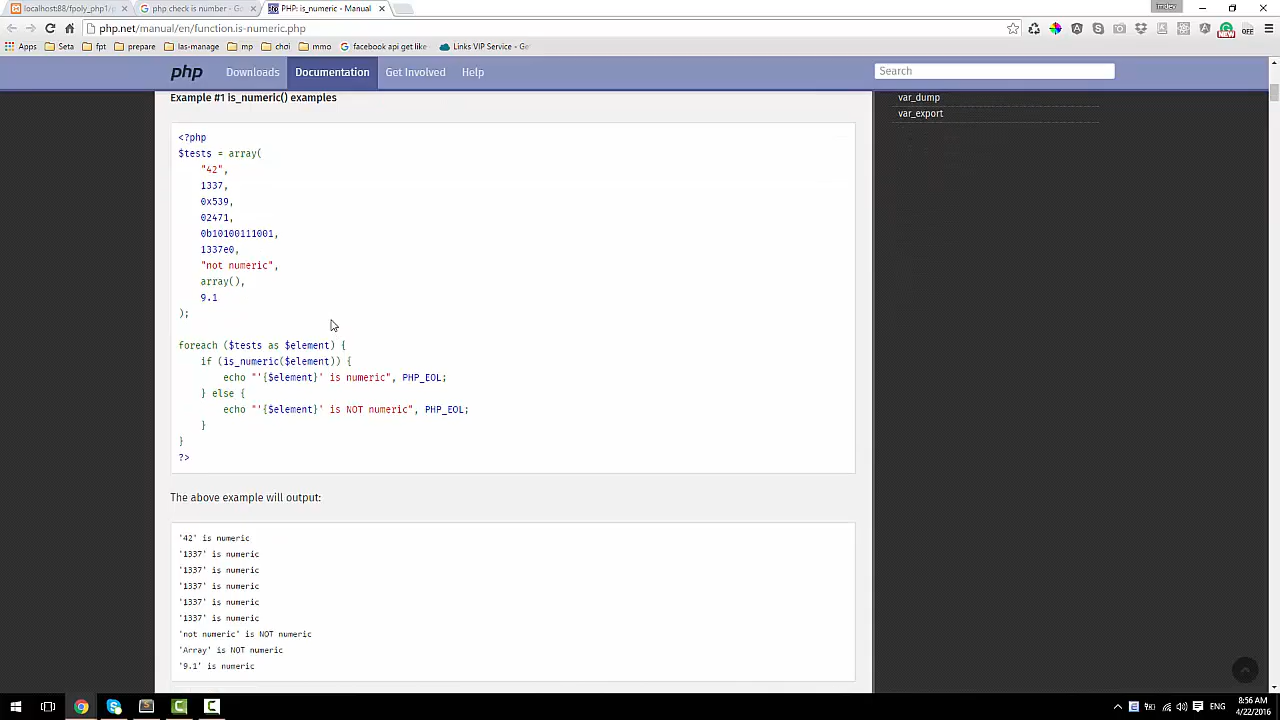 localhost:88/fpoly_php1/p
php check is number - Go
PHP: is_numeric - Manual
php.net/manual/en/function.is-numeric.php
Apps Seta fpt prepare las-manage mp choi mmo facebook api get like Links VIP Service - Ge
php Downloads Documentation Get Involved Help Search
Example #1 is_numeric() examples
var_dump
var_export
<?php
$tests = array(
"42",
1337,
0x539,
02471,
0b10100111001,
1337e0,
"not numeric",
array(),
9.1
);
foreach ($tests as $element) {
if (is_numeric($element)) {
echo "'{$element}' is numeric", PHP_EOL;
} else {
echo "'{$element}' is NOT numeric", PHP_EOL;
}
}
?>
The above example will output:
'42' is numeric
'1337' is numeric
'1337' is numeric
'1337' is numeric
'1337' is numeric
'1337' is numeric
'not numeric' is NOT numeric
'Array' is NOT numeric
'9.1' is numeric
ENG
8:56 AM
4/22/2016